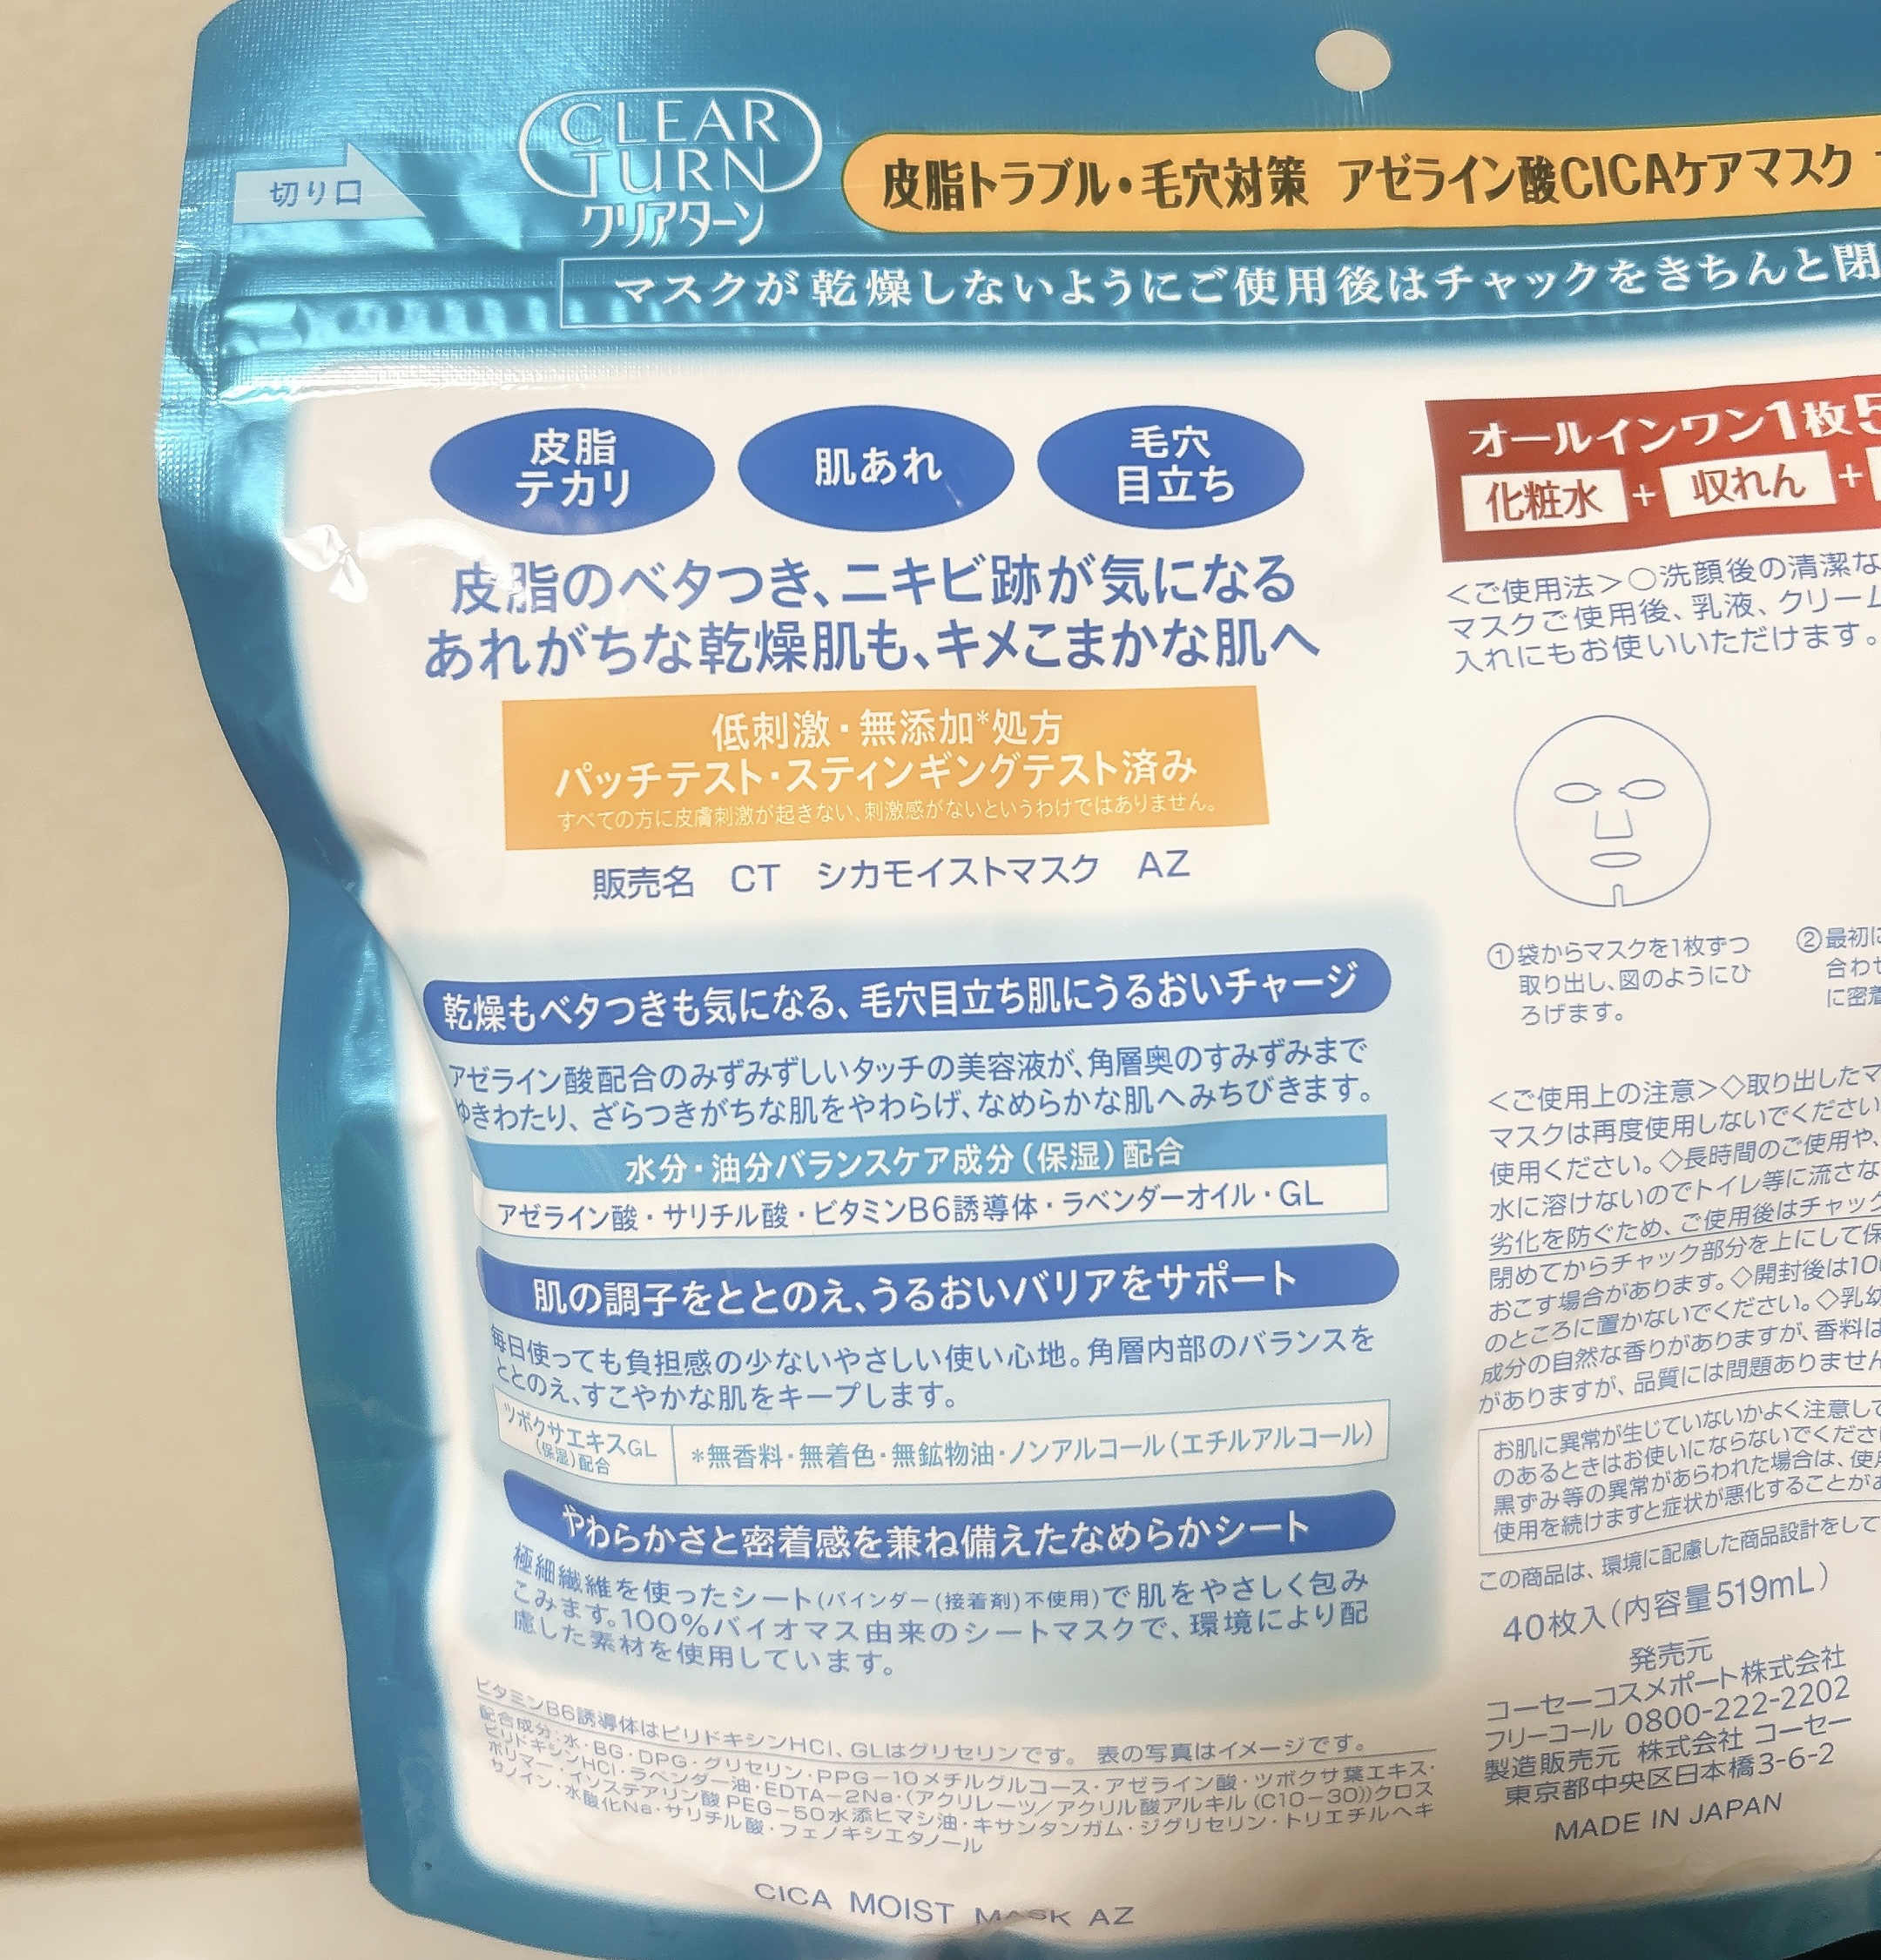 CLEAR
TURN
クリアターン
切り口
皮脂トラブル・毛穴対策 アゼライン酸CICAケアマスク
マスクが乾燥しないようにご使用後はチャックをきちんと閉
皮脂
テカリ
肌あれ
毛穴
目立ち
皮脂のベタつき、ニキビ跡が気になる
あれがちな乾燥肌も、キメこまかな肌へ
低刺激・無添加*処方
パッチテスト・スティンギングテスト済み
すべての方に皮膚刺激が起きない、刺激感がないというわけではありません。
販売名 CT シカモイストマスク AZ
乾燥もベタつきも気になる、毛穴目立ち肌にうるおいチャージ
アゼライン酸配合のみずみずしいタッチの美容液が、角層奥のすみずみまで
ゆきわたり、ざらつきがちな肌をやわらげ、なめらかな肌へみちびきます。
水分・油分バランスケア成分(保湿)配合
アゼライン酸・サリチル酸・ビタミンB6誘導体・ラベンダーオイル・GL
肌の調子をととのえ、うるおいバリアをサポート
毎日使っても負担感の少ないやさしい使い心地。角層内部のバランスを
ととのえ、すこやかな肌をキープします。
ツボクサエキスGL
(保湿)配合
*無香料・無着色・無鉱物油・ノンアルコール(エチルアルコール)
やわらかさと密着感を兼ね備えたなめらかシート
極細繊維を使ったシート(バインダー(接着剤)不使用)で肌をやさしく包み
こみます。100%バイオマス由来のシートマスクで、環境により配
慮した素材を使用しています。
ビタミンB6誘導体はピリドキシンHCl、GLはグリセリンです。 表の写真はイメージです。
配合成分:水・BG・DPG・グリセリン・PPG-10メチルグルコース・アゼライン酸・ツボクサ葉エキス・
ピリドキシンHCl・ラベンダー油・EDTA-2Na・(アクリレーツ/アクリル酸アルキル(C10-30))クロス
ポリマー・イソステアリン酸PEG-50水添ヒマシ油・キサンタンガム・ジグリセリン・トリエチルヘキ
サノイン・水酸化Na・サリチル酸・フェノキシエタノール
CICA MOIST MASK AZ
オールインワン1枚5
化粧水+収れん+
<ご使用法>○洗顔後の清潔な
マスクご使用後、乳液、クリーム
入れにもお使いいただけます。
①袋からマスクを1枚ずつ
取り出し、図のようにひ
ろげます。
②最初に
合わせ
に密着
<ご使用上の注意>◇取り出したマ
マスクは再度使用しないでください
使用ください。◇長時間のご使用や、
水に溶けないのでトイレ等に流さな
劣化を防ぐため、ご使用後はチャック
閉めてからチャック部分を上にして保
おこす場合があります。◇開封後は10
のところに置かないでください。◇乳幼
成分の自然な香りがありますが、香料は
がありますが、品質には問題ありません
お肌に異常が生じていないかよく注意して
のあるときはお使いにならないでくださ
黒ずみ等の異常があらわれた場合は、使用
使用を続けますと症状が悪化することがあ
この商品は、環境に配慮した商品設計をして
40枚入(内容量519mL)
発売元
コーセーコスメポート株式会社
フリーコール 0800-222-2202
製造販売元 株式会社 コーセー
東京都中央区日本橋3-6-2
MADE IN JAPAN